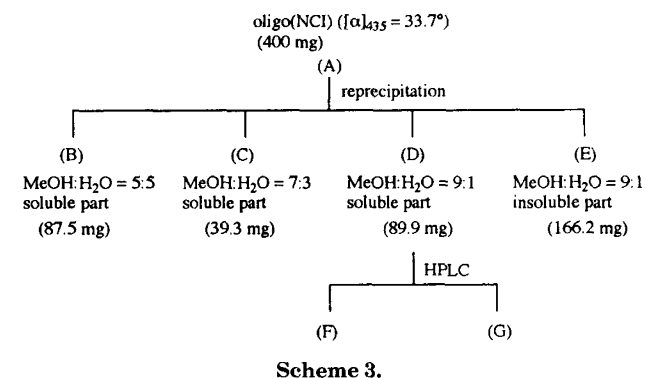 oligo(NCI) ([α]435 = 33.7°)
(400 mg)
(A)
reprecipitation
(B) (C) (D) (E)
MeOH:H2O = 5:5 MeOH:H2O = 7:3 MeOH:H2O = 9:1 MeOH:H2O = 9:1
soluble part soluble part soluble part insoluble part
(87.5 mg) (39.3 mg) (89.9 mg) (166.2 mg)
HPLC
(F) (G)
Scheme 3.